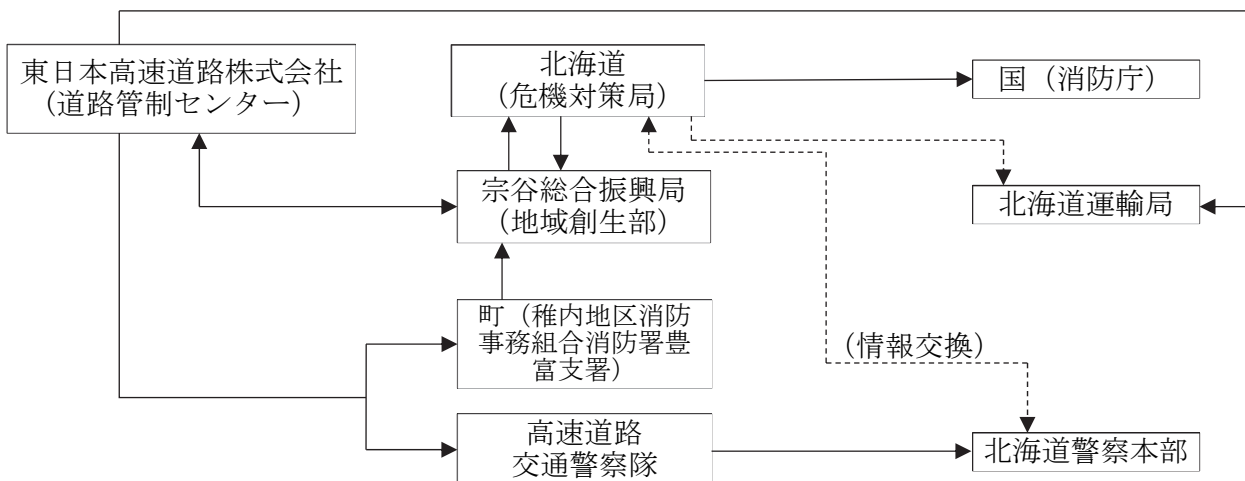 東日本高速道路株式会社
(道路管制センター)
北海道
(危機対策局)
国(消防庁)
宗谷総合振興局
(地域創生部)
北海道運輸局
町(稚内地区消防
事務組合消防署豊
富支署)
(情報交換)
高速道路
交通警察隊
北海道警察本部